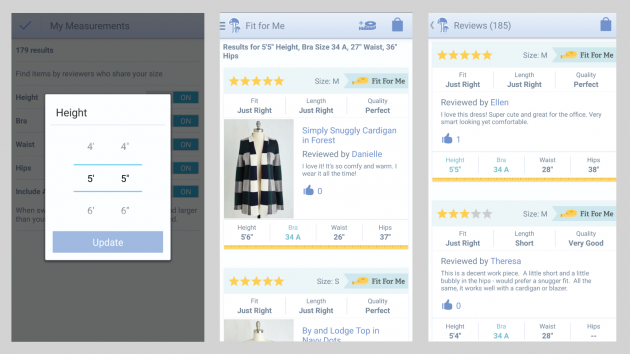 My Measurements
179 results
Find items by reviewers who share your size
Height
ON
Bra
ON
Waist
ON
Hips
ON
Include A
ON
When sw
d larger
than you
Height
4' 4"
5' 5"
6' 6"
Update
Fit for Me
Results for 5'5" Height, Bra Size 34 A, 27" Waist, 36"
Hips
Size: M Fit For Me
Fit Length Quality
Just Right Just Right Perfect
Simply Snuggly Cardigan
in Forest
Reviewed by Danielle
I love it! It's so comfy and warm. I
wear it all the time!
0
Height Bra Waist Hips
5'6" 34 A 26" 37"
Size: S Fit For Me
Fit Length Quality
Just Right Just Right Just Right
By and Lodge Top in
Navy Dots
Reviews (185)
Size: M Fit For Me
Fit Length Quality
Just Right Just Right Perfect
Reviewed by Ellen
I love this dress! Super cute and great for the office. Very
smart looking yet comfortable.
1
Height Bra Waist Hips
5'5" 34 A 28" 38"
Size: M Fit For Me
Fit Length Quality
Just Right Short Very Good
Reviewed by Theresa
This is a decent work piece. A little short and a little
bubbly in the hips - would prefer a snugger fit. All the
same, it works well with a cardigan or blazer.
0
Height Bra Waist Hips
5'4" 34 A 28" --